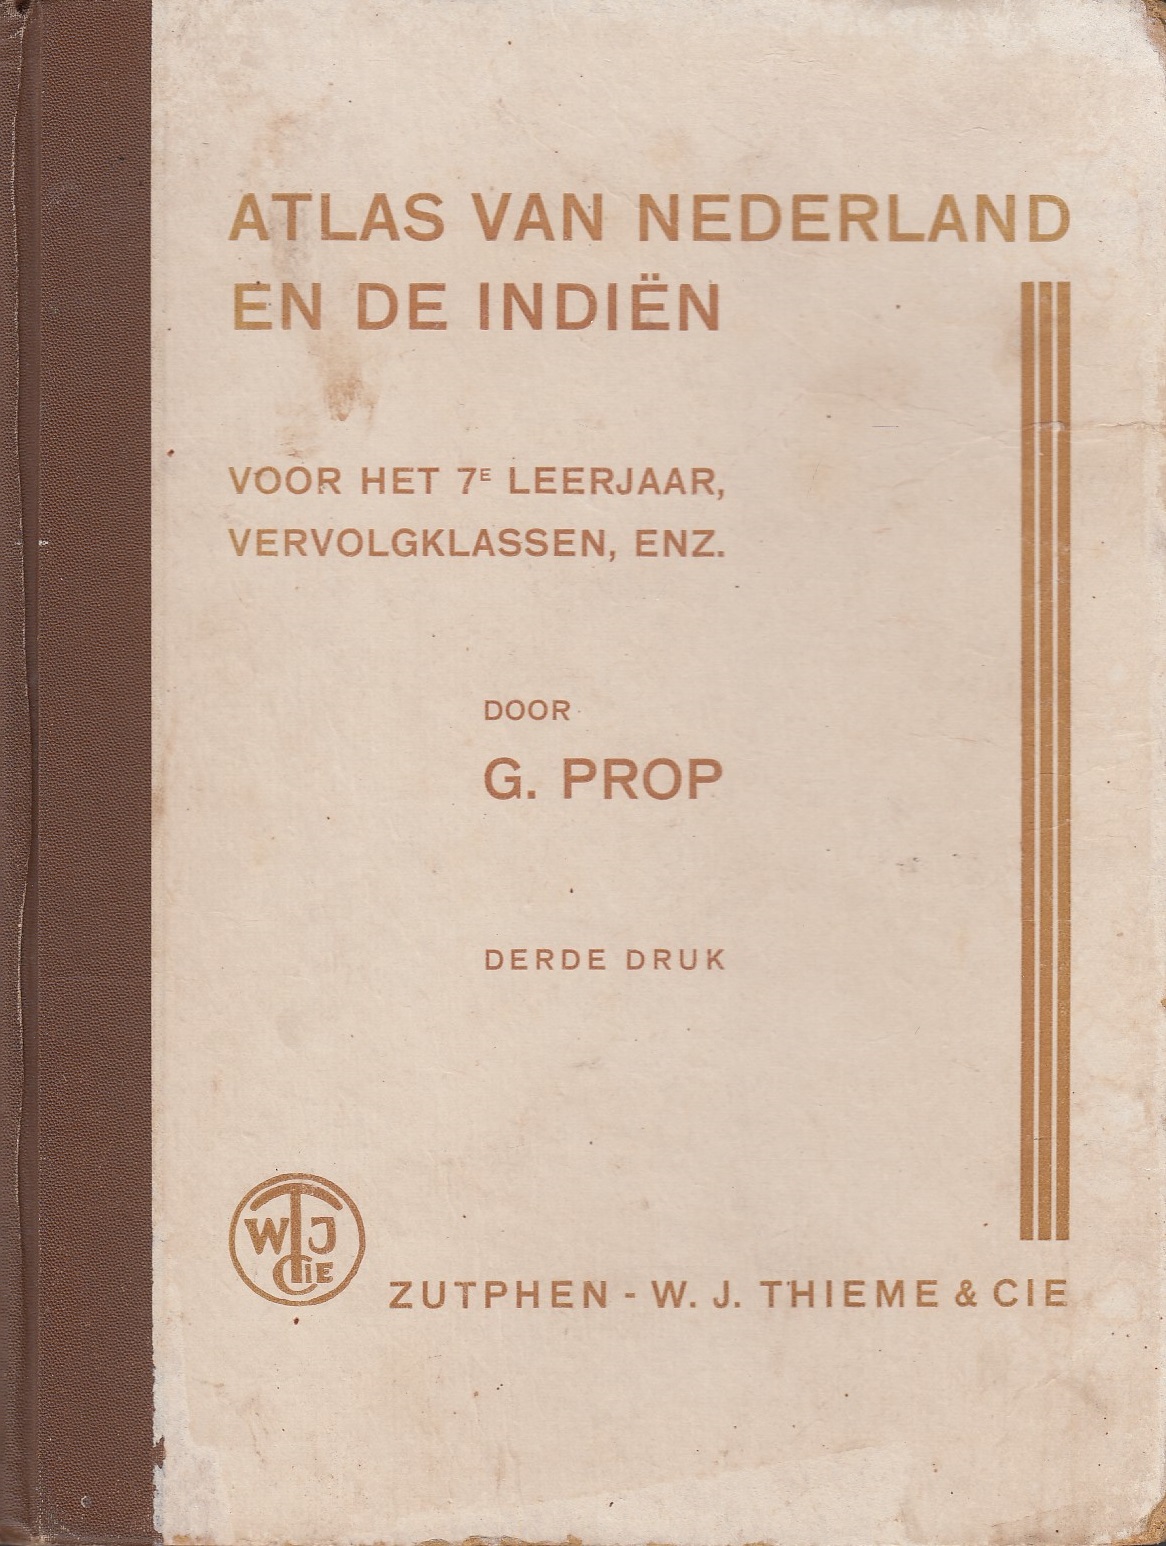 ATLAS VAN NEDERLAND
EN DE INDIËN
VOOR HET 7E LEERJAAR,
VERVOLGKLASSEN, ENZ.
DOOR
G. PROP
DERDE DRUK
WTJ
CIE
ZUTPHEN - W. J. THIEME & CIE